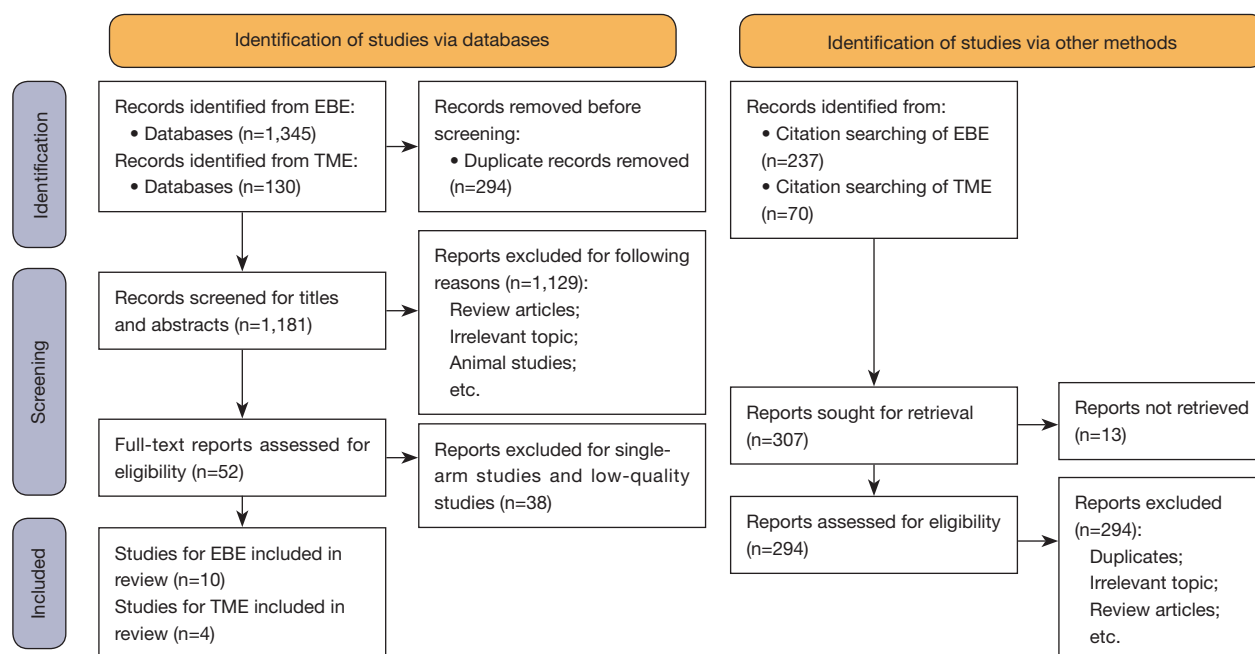 Identification of studies via databases
Identification of studies via other methods
Identification
Records identified from EBE:
• Databases (n=1,345)
Records identified from TME:
• Databases (n=130)
Records removed before
screening:
• Duplicate records removed
(n=294)
Records identified from:
• Citation searching of EBE
(n=237)
• Citation searching of TME
(n=70)
Screening
Records screened for titles
and abstracts (n=1,181)
Reports excluded for following
reasons (n=1,129):
Review articles;
Irrelevant topic;
Animal studies;
etc.
Reports sought for retrieval
(n=307)
Reports not retrieved
(n=13)
Full-text reports assessed for
eligibility (n=52)
Reports excluded for single-
arm studies and low-quality
studies (n=38)
Reports assessed for eligibility
(n=294)
Reports excluded
(n=294):
Duplicates;
Irrelevant topic;
Review articles;
etc.
Included
Studies for EBE included in
review (n=10)
Studies for TME included in
review (n=4)